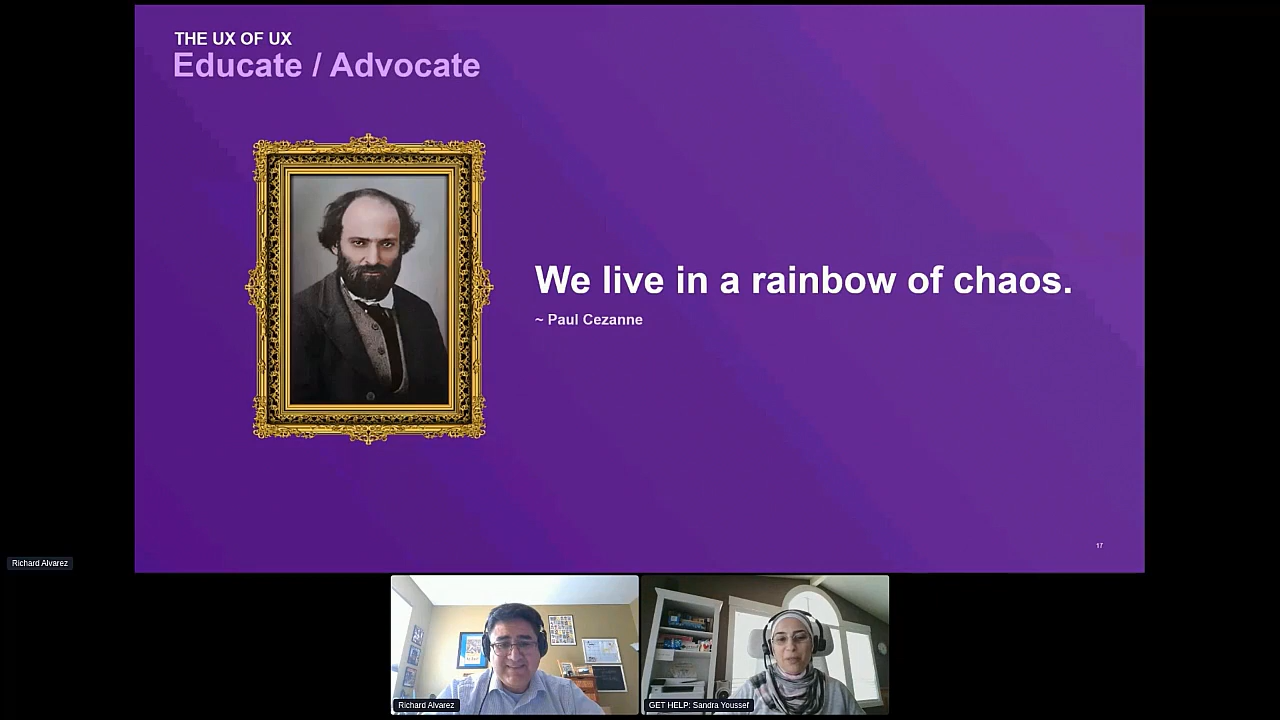 THE UX OF UX
Educate / Advocate
We live in a rainbow of chaos.
~ Paul Cezanne
17
Richard Alvarez
Richard Alvarez
GET HELP: Sandra Youssef